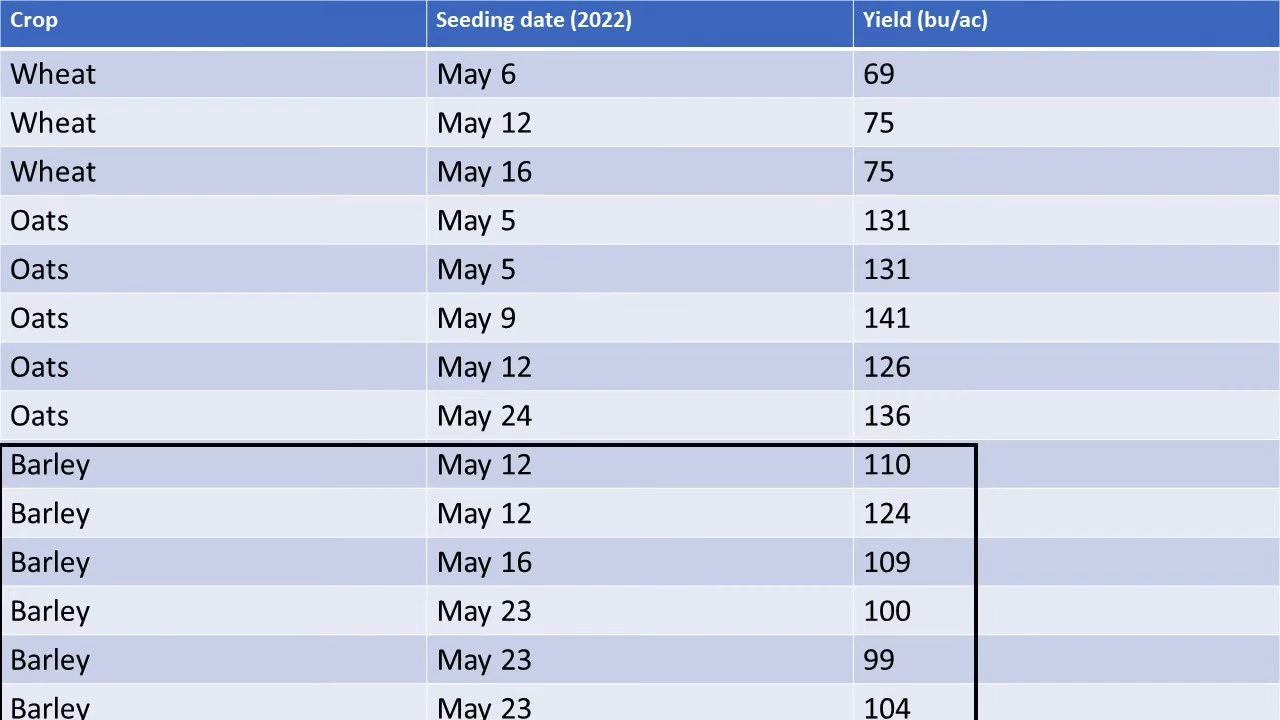 Crop Seeding date (2022) Yield (bu/ac)
Wheat May 6 69
Wheat May 12 75
Wheat May 16 75
Oats May 5 131
Oats May 5 131
Oats May 9 141
Oats May 12 126
Oats May 24 136
Barley May 12 110
Barley May 12 124
Barley May 16 109
Barley May 23 100
Barley May 23 99
Barley May 23 104